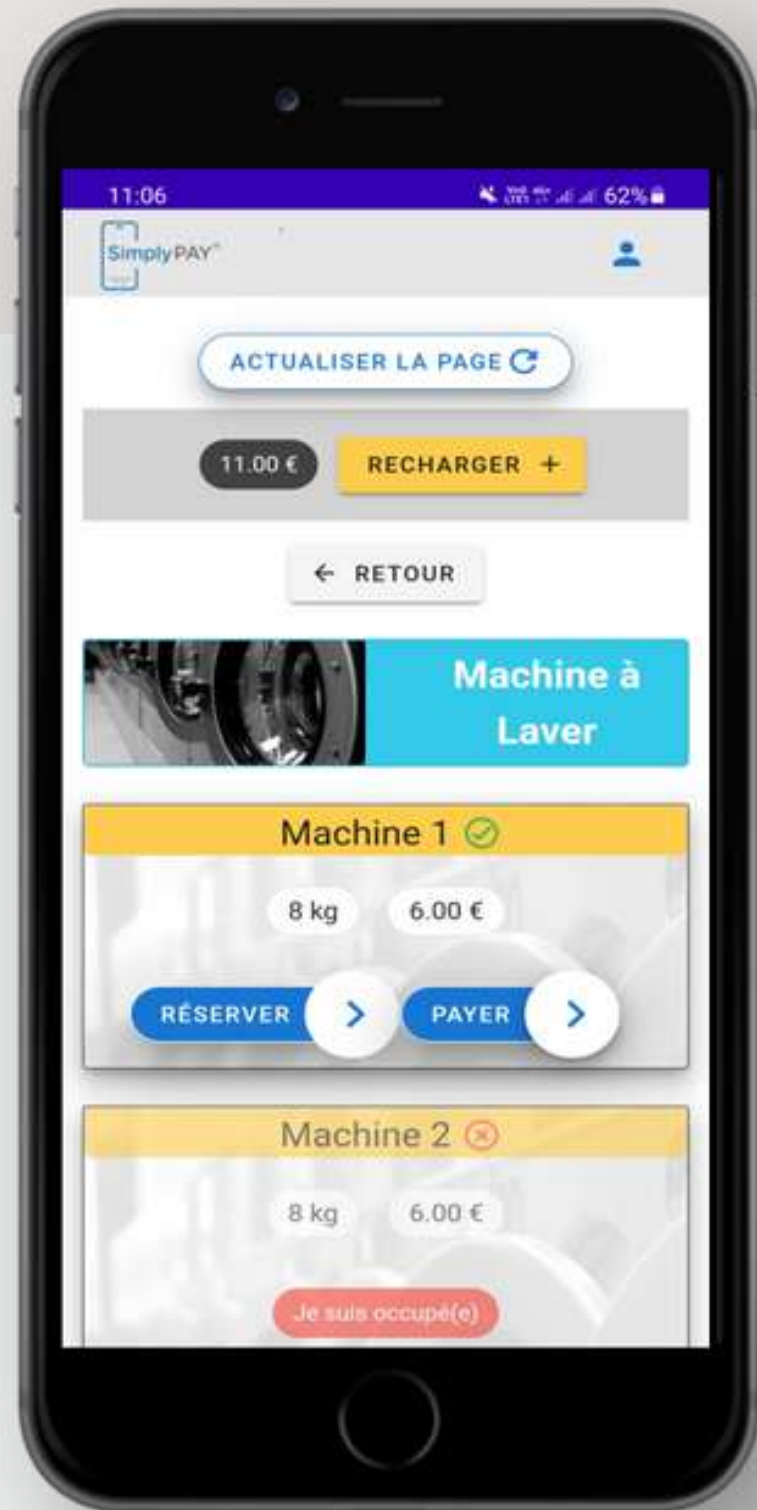 11:06
62%
SimplyPAY
ACTUALISER LA PAGE
11.00 €
RECHARGER +
← RETOUR
Machine à
Laver
Machine 1
8 kg 6.00 €
RÉSERVER > PAYER >
Machine 2
8 kg 6.00 €
Je suis occupé(e)